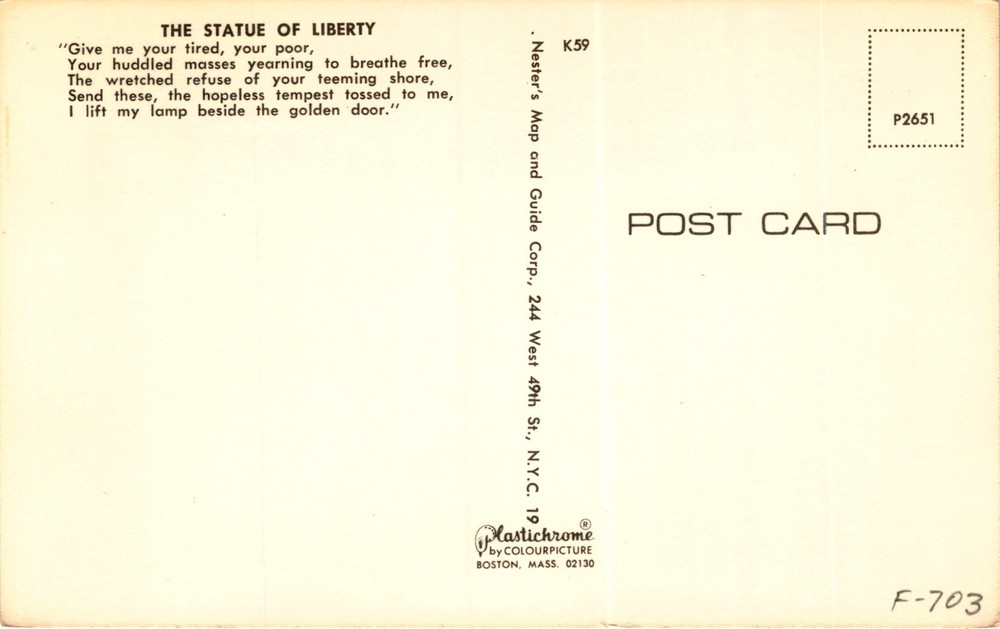 THE STATUE OF LIBERTY
"Give me your tired, your poor,
Your huddled masses yearning to breathe free,
The wretched refuse of your teeming shore,
Send these, the hopeless tempest tossed to me,
I lift my lamp beside the golden door."
. Nester's Map and Guide Corp., 244 West 49th St., N.Y.C. 19
K59
P2651
POST CARD
Plastichrome ®
by COLOURPICTURE
BOSTON, MASS. 02130
F-703